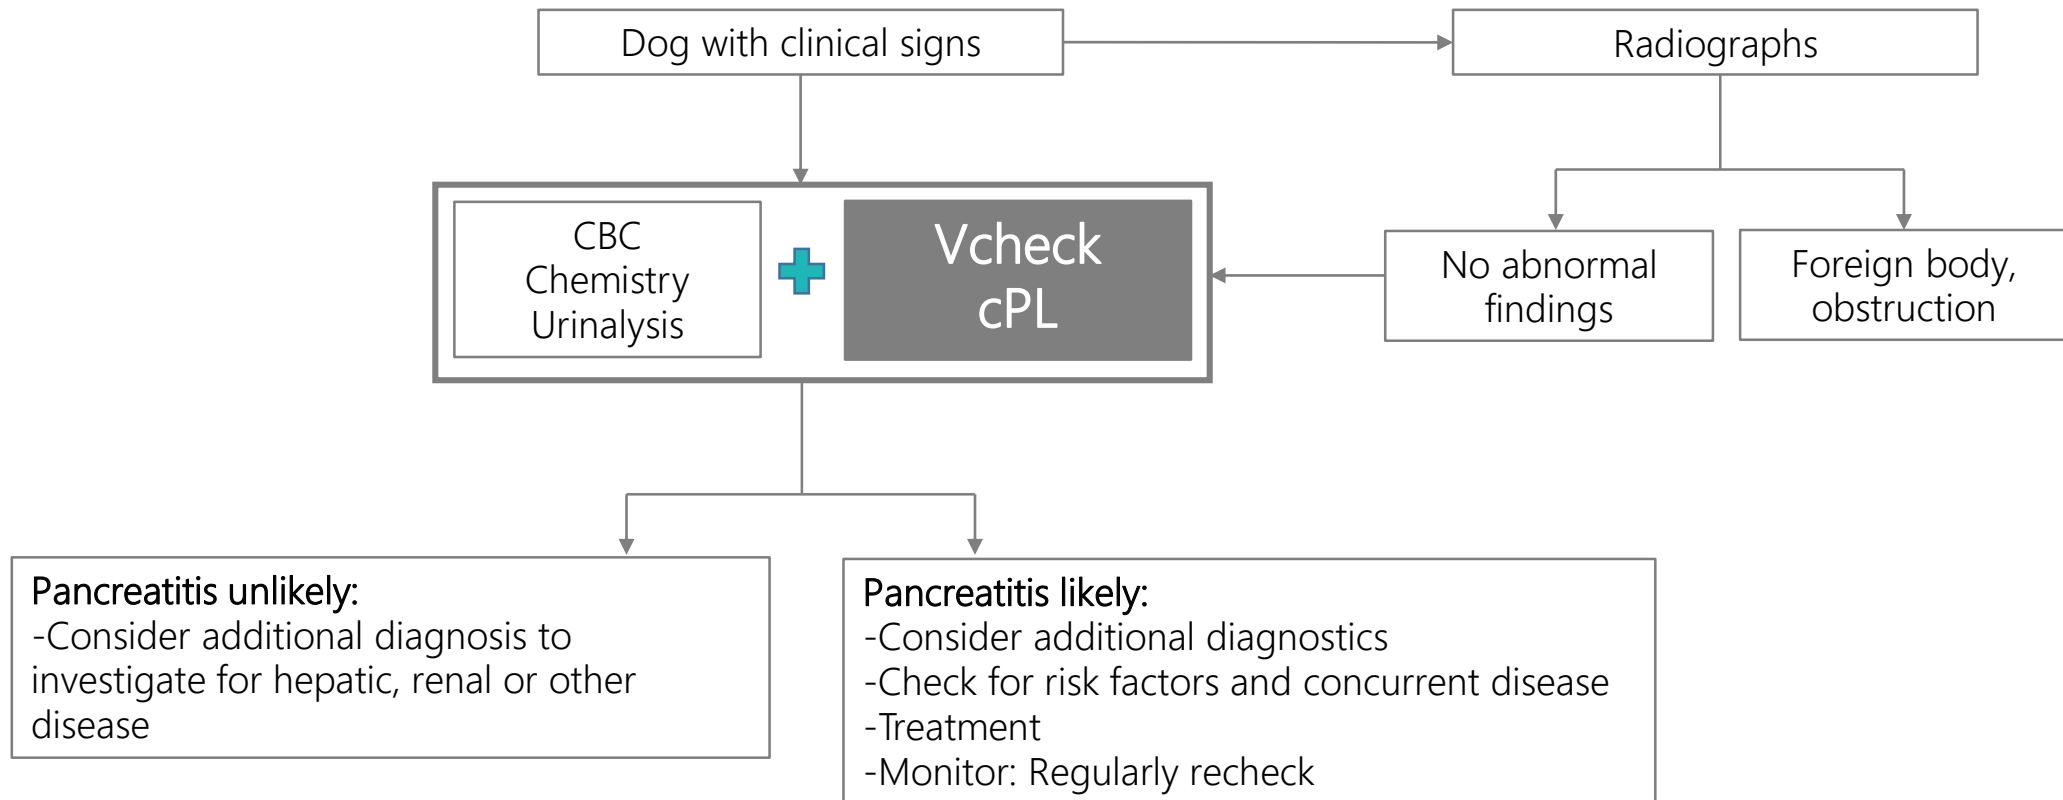 Dog with clinical signs
Radiographs
CBC
Chemistry
Urinalysis
Vcheck
cPL
No abnormal
findings
Foreign body,
obstruction
Pancreatitis unlikely:
-Consider additional diagnosis to
investigate for hepatic, renal or other
disease
Pancreatitis likely:
-Consider additional diagnostics
-Check for risk factors and concurrent disease
-Treatment
-Monitor: Regularly recheck